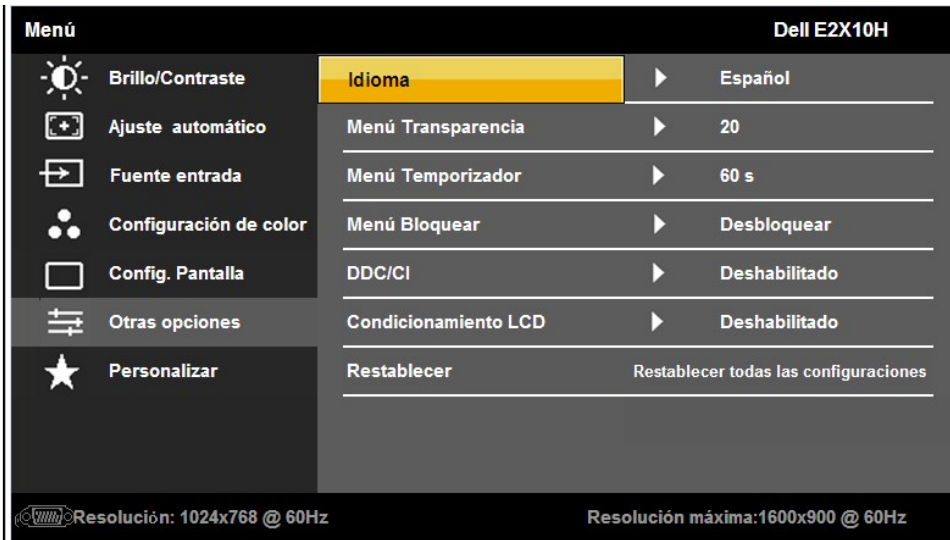 Menú Dell E2X10H
Brillo/Contraste Idioma Español
Ajuste automático Menú Transparencia 20
Fuente entrada Menú Temporizador 60 s
Configuración de color Menú Bloquear Desbloquear
Config. Pantalla DDC/CI Deshabilitado
Otras opciones Condicionamiento LCD Deshabilitado
Personalizar Restablecer Restablecer todas las configuraciones
Resolución: 1024x768 @ 60Hz Resolución máxima:1600x900 @ 60Hz